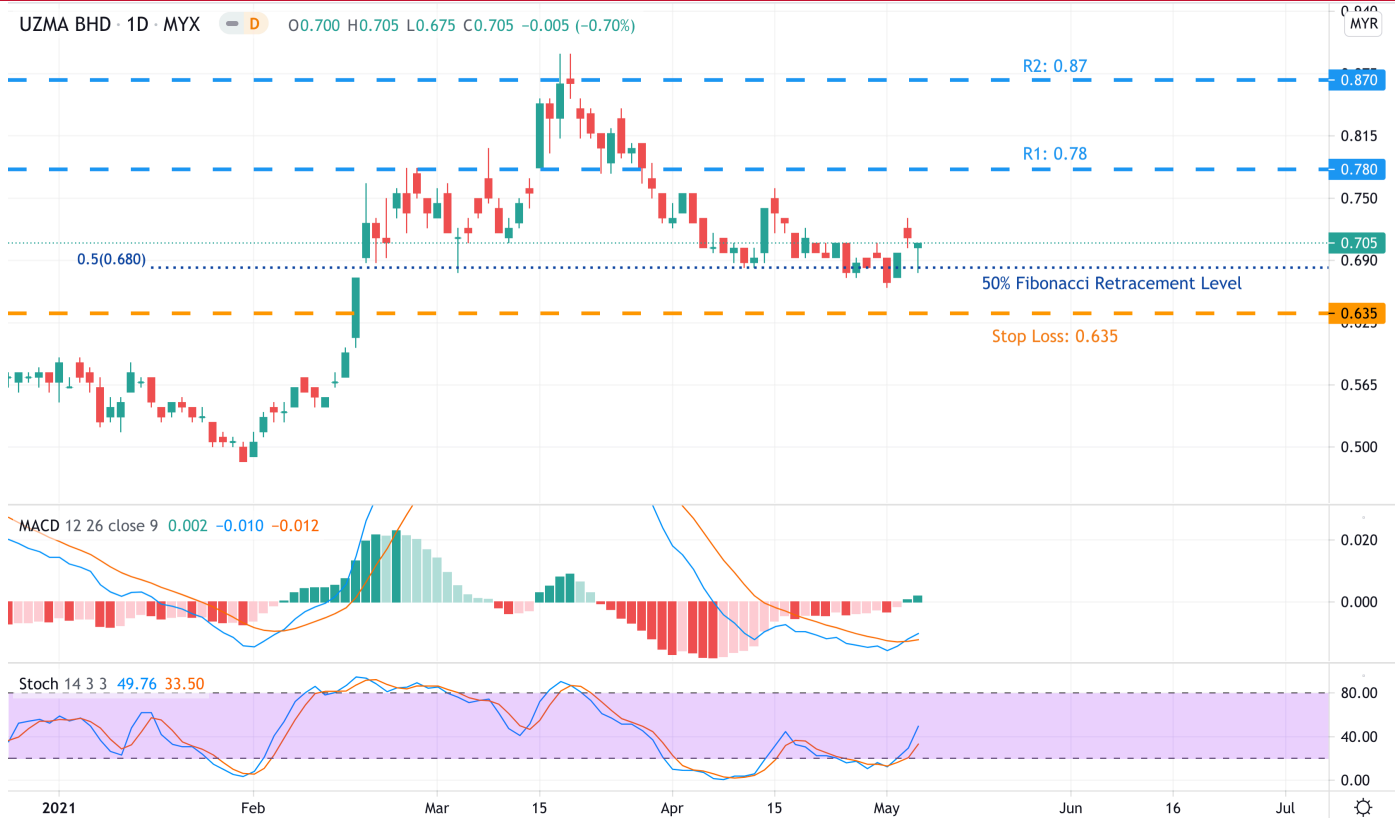 UZMA BHD · 1D · MYX D O0.700 H0.705 L0.675 C0.705 −0.005 (−0.70%)
MYR
R2: 0.87
0.870
0.815
R1: 0.78
0.780
0.750
0.705
0.5(0.680)
0.690
50% Fibonacci Retracement Level
0.635
Stop Loss: 0.635
0.565
0.500
MACD 12 26 close 9 0.002 −0.010 −0.012
0.020
0.000
Stoch 14 3 3 49.76 33.50
80.00
40.00
0.00
2021 Feb Mar 15 Apr 15 May Jun 16 Jul